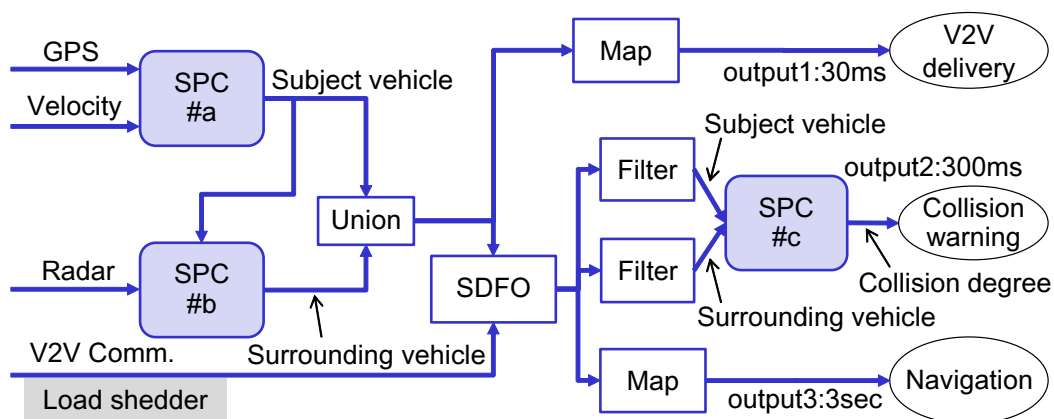 GPS
Velocity
SPC
#a
Subject vehicle
Radar
SPC
#b
Surrounding vehicle
V2V Comm.
Load shedder
Union
SDFO
Map
output1:30ms
V2V
delivery
Filter
Filter
Subject vehicle
SPC
#c
Surrounding vehicle
output2:300ms
Collision
warning
Collision degree
Map
output3:3sec
Navigation